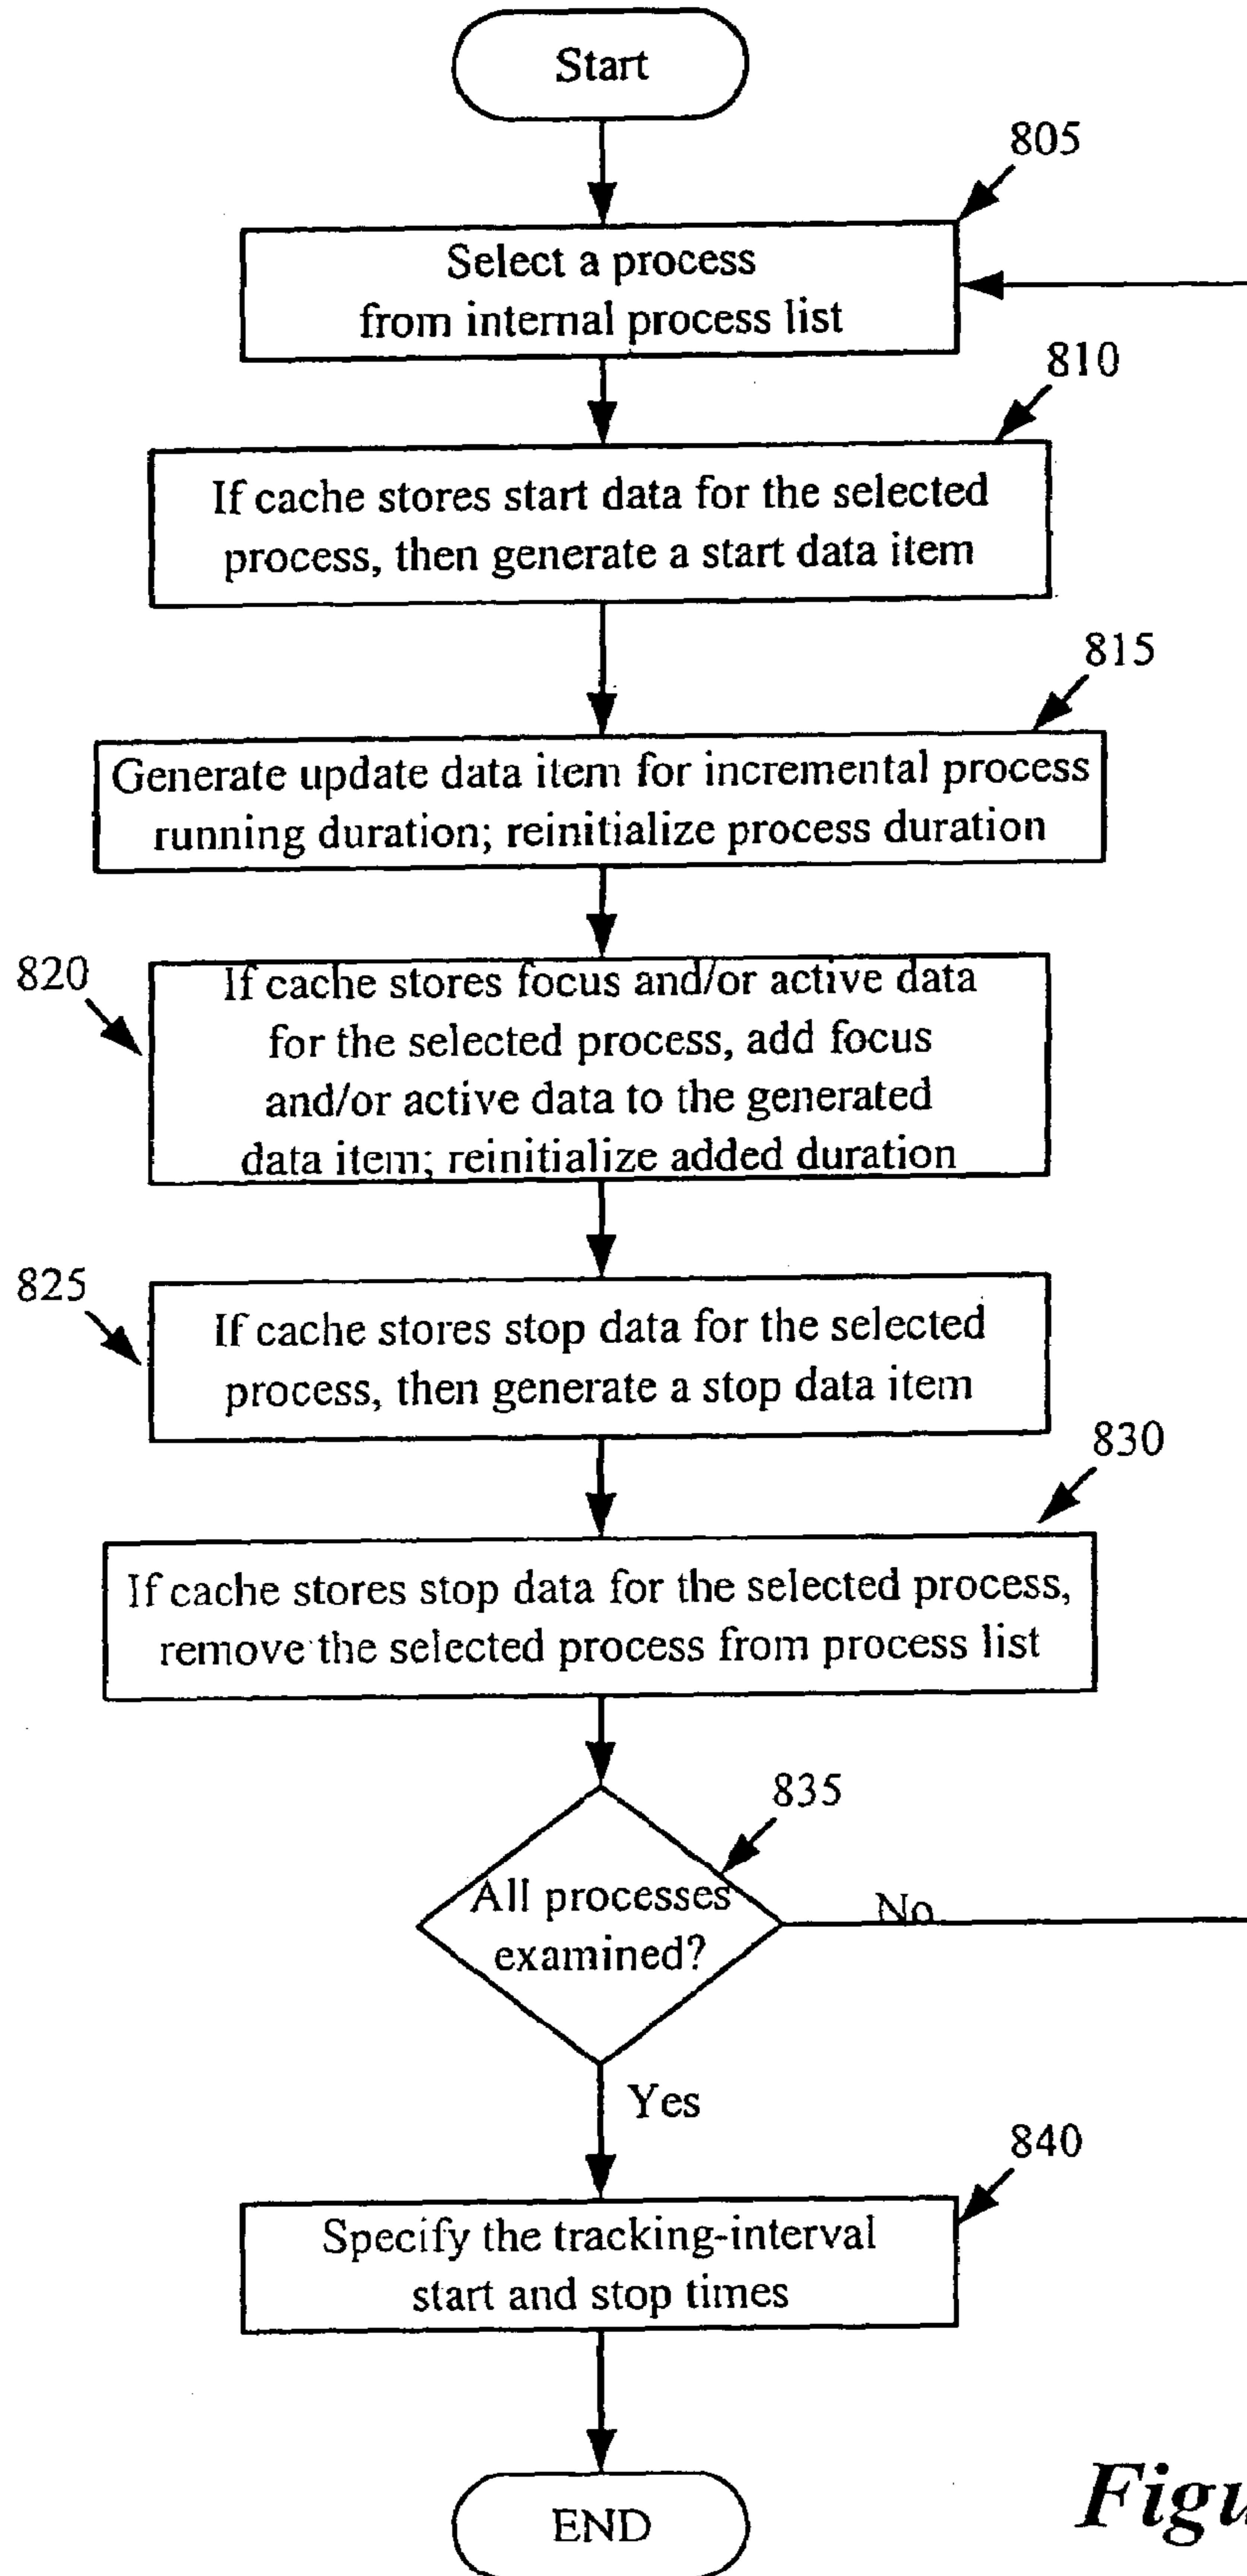 Start
805
Select a process
from internal process list
810
If cache stores start data for the selected
process, then generate a start data item
815
Generate update data item for incremental process
running duration; reinitialize process duration
820
If cache stores focus and/or active data
for the selected process, add focus
and/or active data to the generated
data item; reinitialize added duration
825
If cache stores stop data for the selected
process, then generate a stop data item
830
If cache stores stop data for the selected process,
remove the selected process from process list
835
All processes
examined?
No
Yes
840
Specify the tracking-interval
start and stop times
END